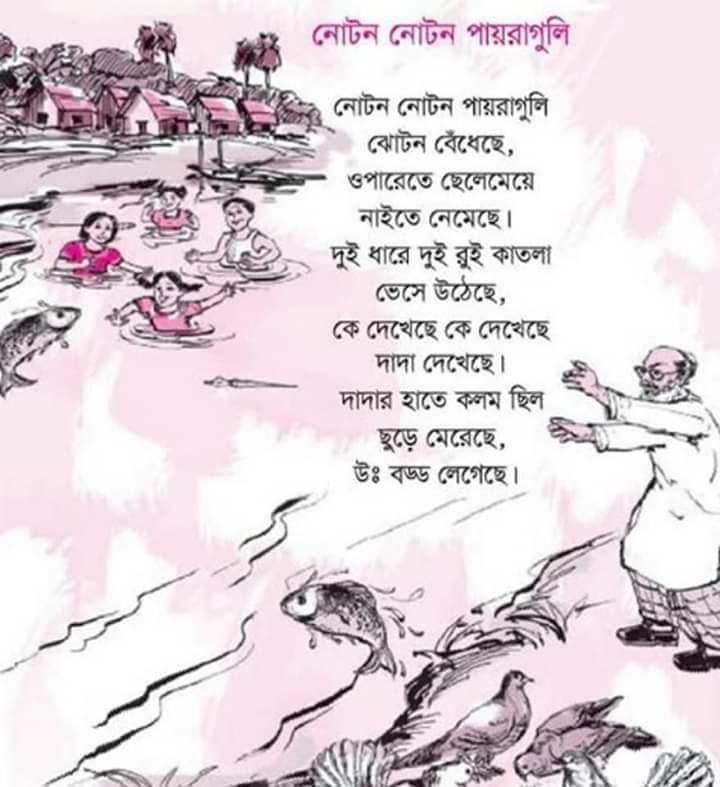 নোটন নোটন পায়রাগুলি
নোটন নোটন পায়রাগুলি
ঝোটন বেঁধেছে,
ওপারেতে ছেলেমেয়ে
নাইতে নেমেছে।
দুই ধারে দুই রুই কাতলা
ভেসে উঠেছে,
কে দেখেছে কে দেখেছে
দাদা দেখেছে।
দাদার হাতে কলম ছিল
ছুড়ে মেরেছে,
উঃ বড্ড লেগেছে।